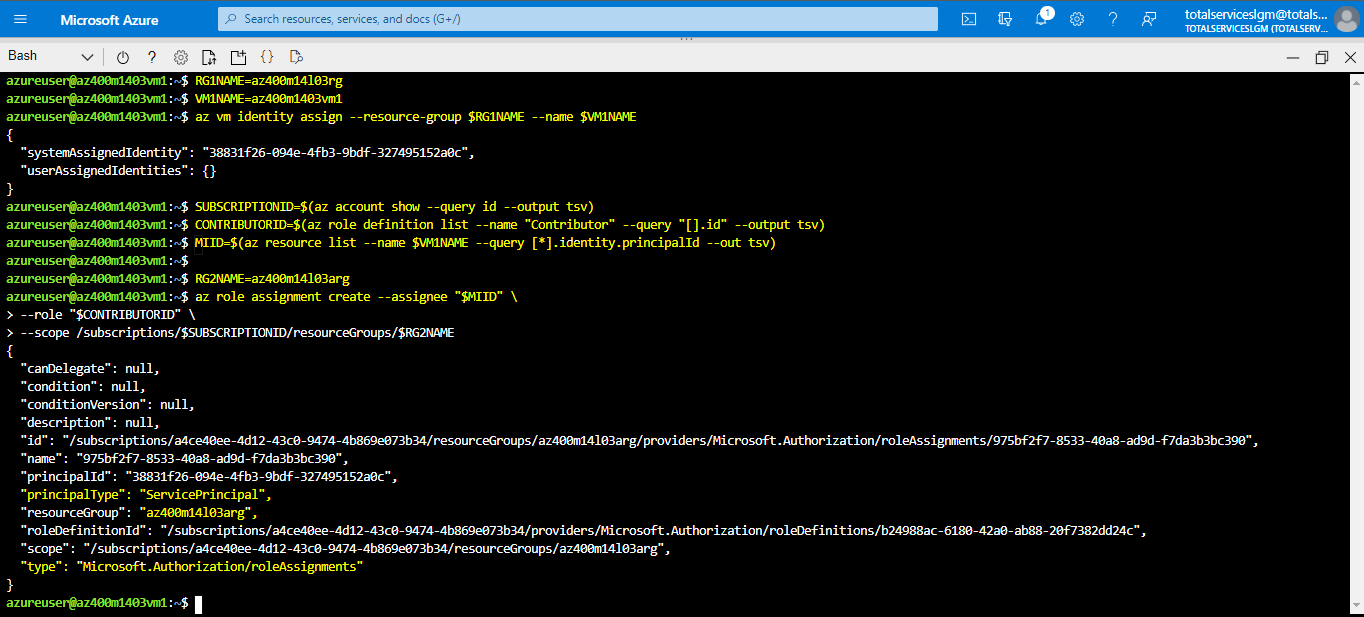 Microsoft Azure
Search resources, services, and docs (G+/)
1
totalserviceslgm@totals...
TOTALSERVICESLGM (TOTALSERV...
Bash
azureuser@az400m1403vm1:~$ RG1NAME=az400m14l03rg
azureuser@az400m1403vm1:~$ VM1NAME=az400m1403vm1
azureuser@az400m1403vm1:~$ az vm identity assign --resource-group $RG1NAME --name $VM1NAME
{
"systemAssignedIdentity": "38831f26-094e-4fb3-9bdf-327495152a0c",
"userAssignedIdentities": {}
}
azureuser@az400m1403vm1:~$ SUBSCRIPTIONID=$(az account show --query id --output tsv)
azureuser@az400m1403vm1:~$ CONTRIBUTORID=$(az role definition list --name "Contributor" --query "[].id" --output tsv)
azureuser@az400m1403vm1:~$ MIID=$(az resource list --name $VM1NAME --query [*].identity.principalId --out tsv)
azureuser@az400m1403vm1:~$
azureuser@az400m1403vm1:~$ RG2NAME=az400m14l03arg
azureuser@az400m1403vm1:~$ az role assignment create --assignee "$MIID" \
> --role "$CONTRIBUTORID" \
> --scope /subscriptions/$SUBSCRIPTIONID/resourceGroups/$RG2NAME
{
"canDelegate": null,
"condition": null,
"conditionVersion": null,
"description": null,
"id": "/subscriptions/a4ce40ee-4d12-43c0-9474-4b869e073b34/resourceGroups/az400m14l03arg/providers/Microsoft.Authorization/roleAssignments/975bf2f7-8533-40a8-ad9d-f7da3b3bc390",
"name": "975bf2f7-8533-40a8-ad9d-f7da3b3bc390",
"principalId": "38831f26-094e-4fb3-9bdf-327495152a0c",
"principalType": "ServicePrincipal",
"resourceGroup": "az400m14l03arg",
"roleDefinitionId": "/subscriptions/a4ce40ee-4d12-43c0-9474-4b869e073b34/providers/Microsoft.Authorization/roleDefinitions/b24988ac-6180-42a0-ab88-20f7382dd24c",
"scope": "/subscriptions/a4ce40ee-4d12-43c0-9474-4b869e073b34/resourceGroups/az400m14l03arg",
"type": "Microsoft.Authorization/roleAssignments"
}
azureuser@az400m1403vm1:~$